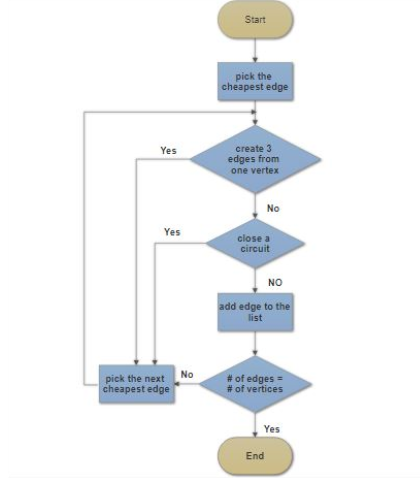 Start
pick the
cheapest edge
create 3
edges from
one vertex
Yes
No
close a
circuit
Yes
NO
add edge to the
list
# of edges =
# of vertices
No
pick the next
cheapest edge
Yes
End